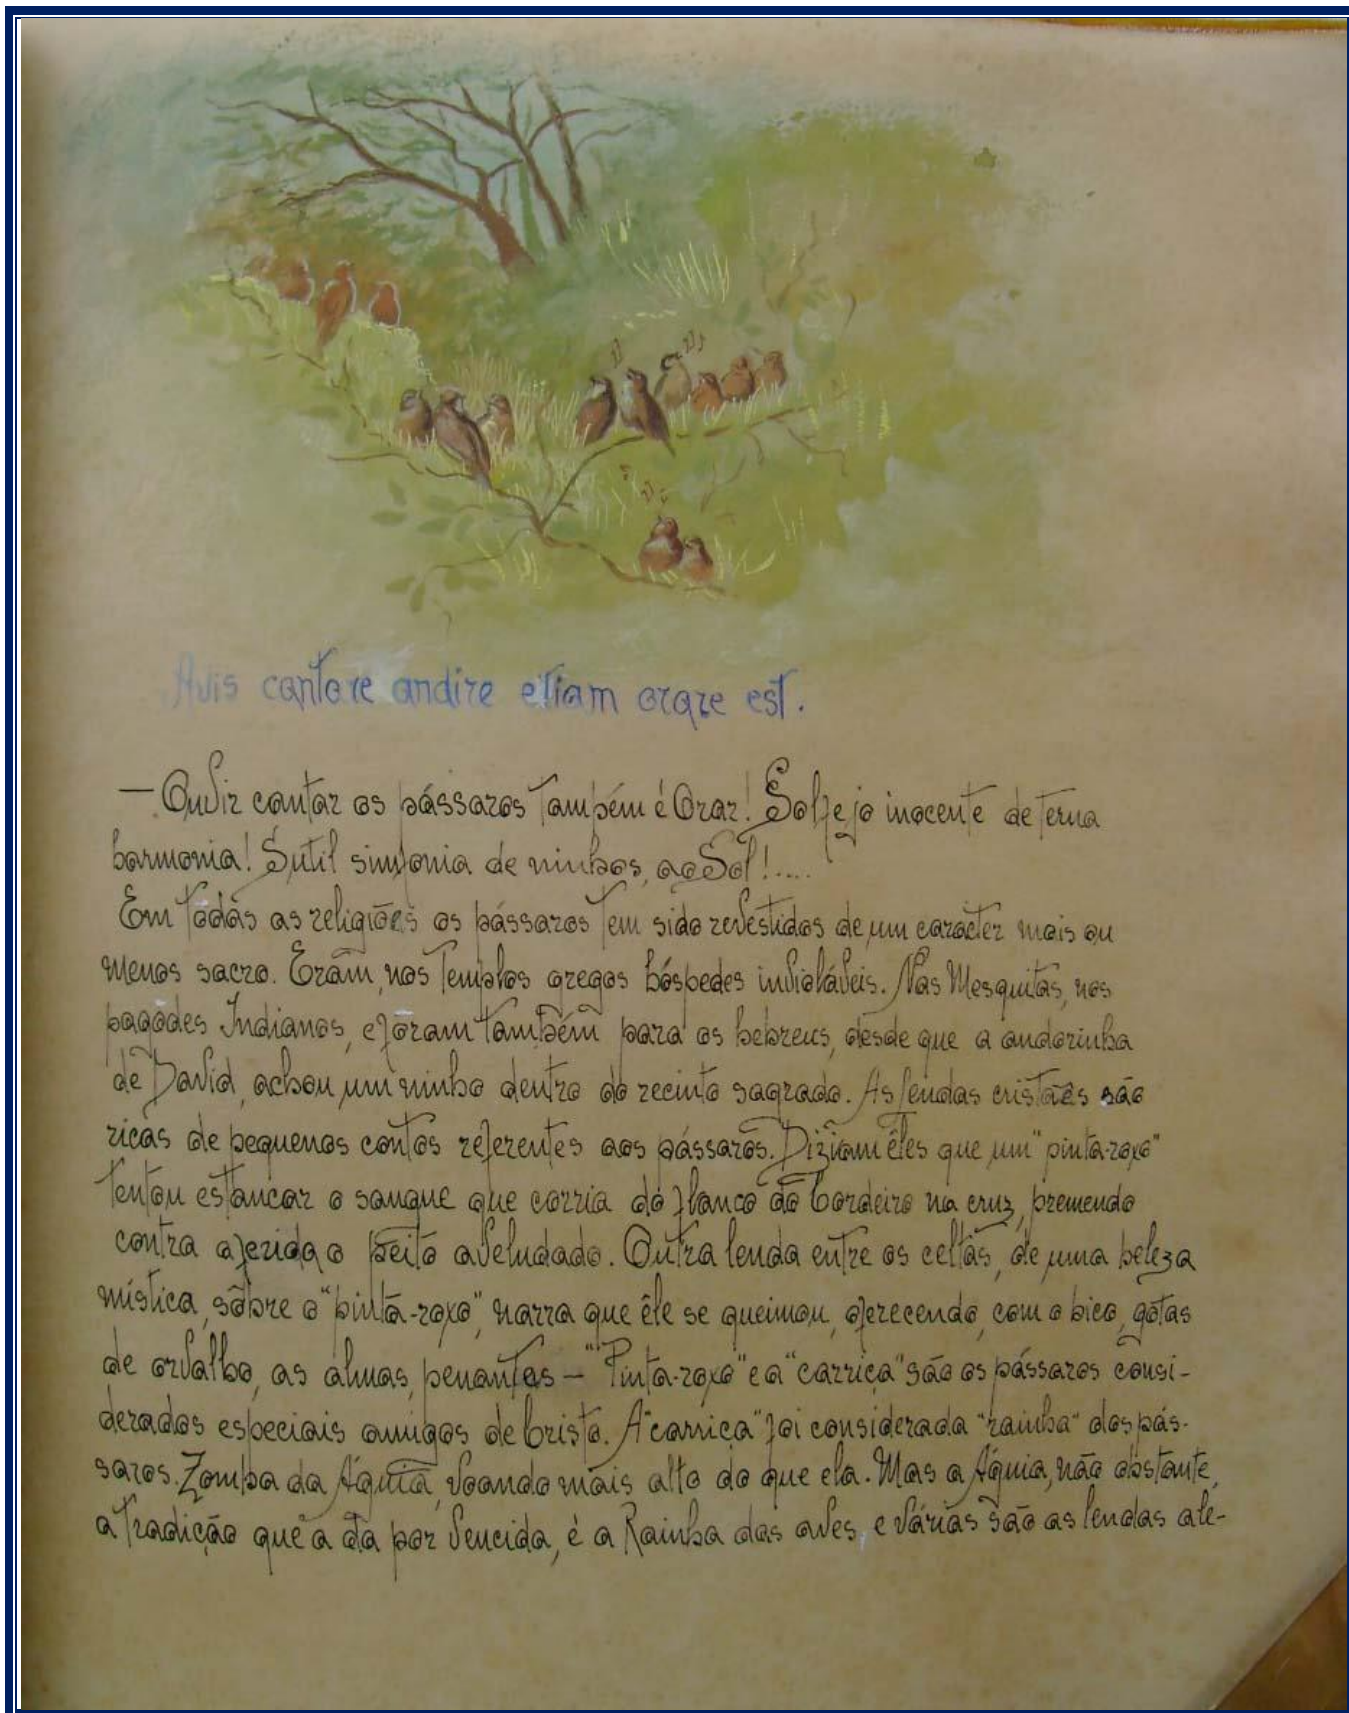 Avis cantare audire etiam orare est.
— Ouvir cantar os pássaros também é Orar! Solfejo inocente de terna
harmonia! Sutil sinfonia de ninhos, ao Sol!....
Em todas as religiões os pássaros tem sido revestidos de um carácter mais ou
menos sacro. Eram, nos Templos gregos hóspedes invioláveis. Nas Mesquitas, nos
pagodes Indianos, e foram também para os hebreus, desde que a andorinha
de David, achou um ninho dentro do recinto sagrado. As lendas cristães são
ricas de pequenos contos referentes aos pássaros. Diziam êles que um "pinta-roxo"
tentou estancar o sangue que corria do flanco do Cordeiro na cruz, premendo
contra a ferida o peito aveludado. Outra lenda entre os celtas, de uma beleza
mística, sôbre o "pinta-roxo", narra que êle se queimou, oferecendo, com o bico, gotas
de orvalho, as almas, penantes — "Pinta-roxo" e a "carriça" são os pássaros consi-
derados especiais amigos de Cristo. A "carriça" foi considerada "rainha" dos pás-
saros. Zomba da Águia, voando mais alto do que ela. Mas a Águia, não obstante,
a tradição que a da por vencida, é a Rainha das aves, e várias são as lendas ale-